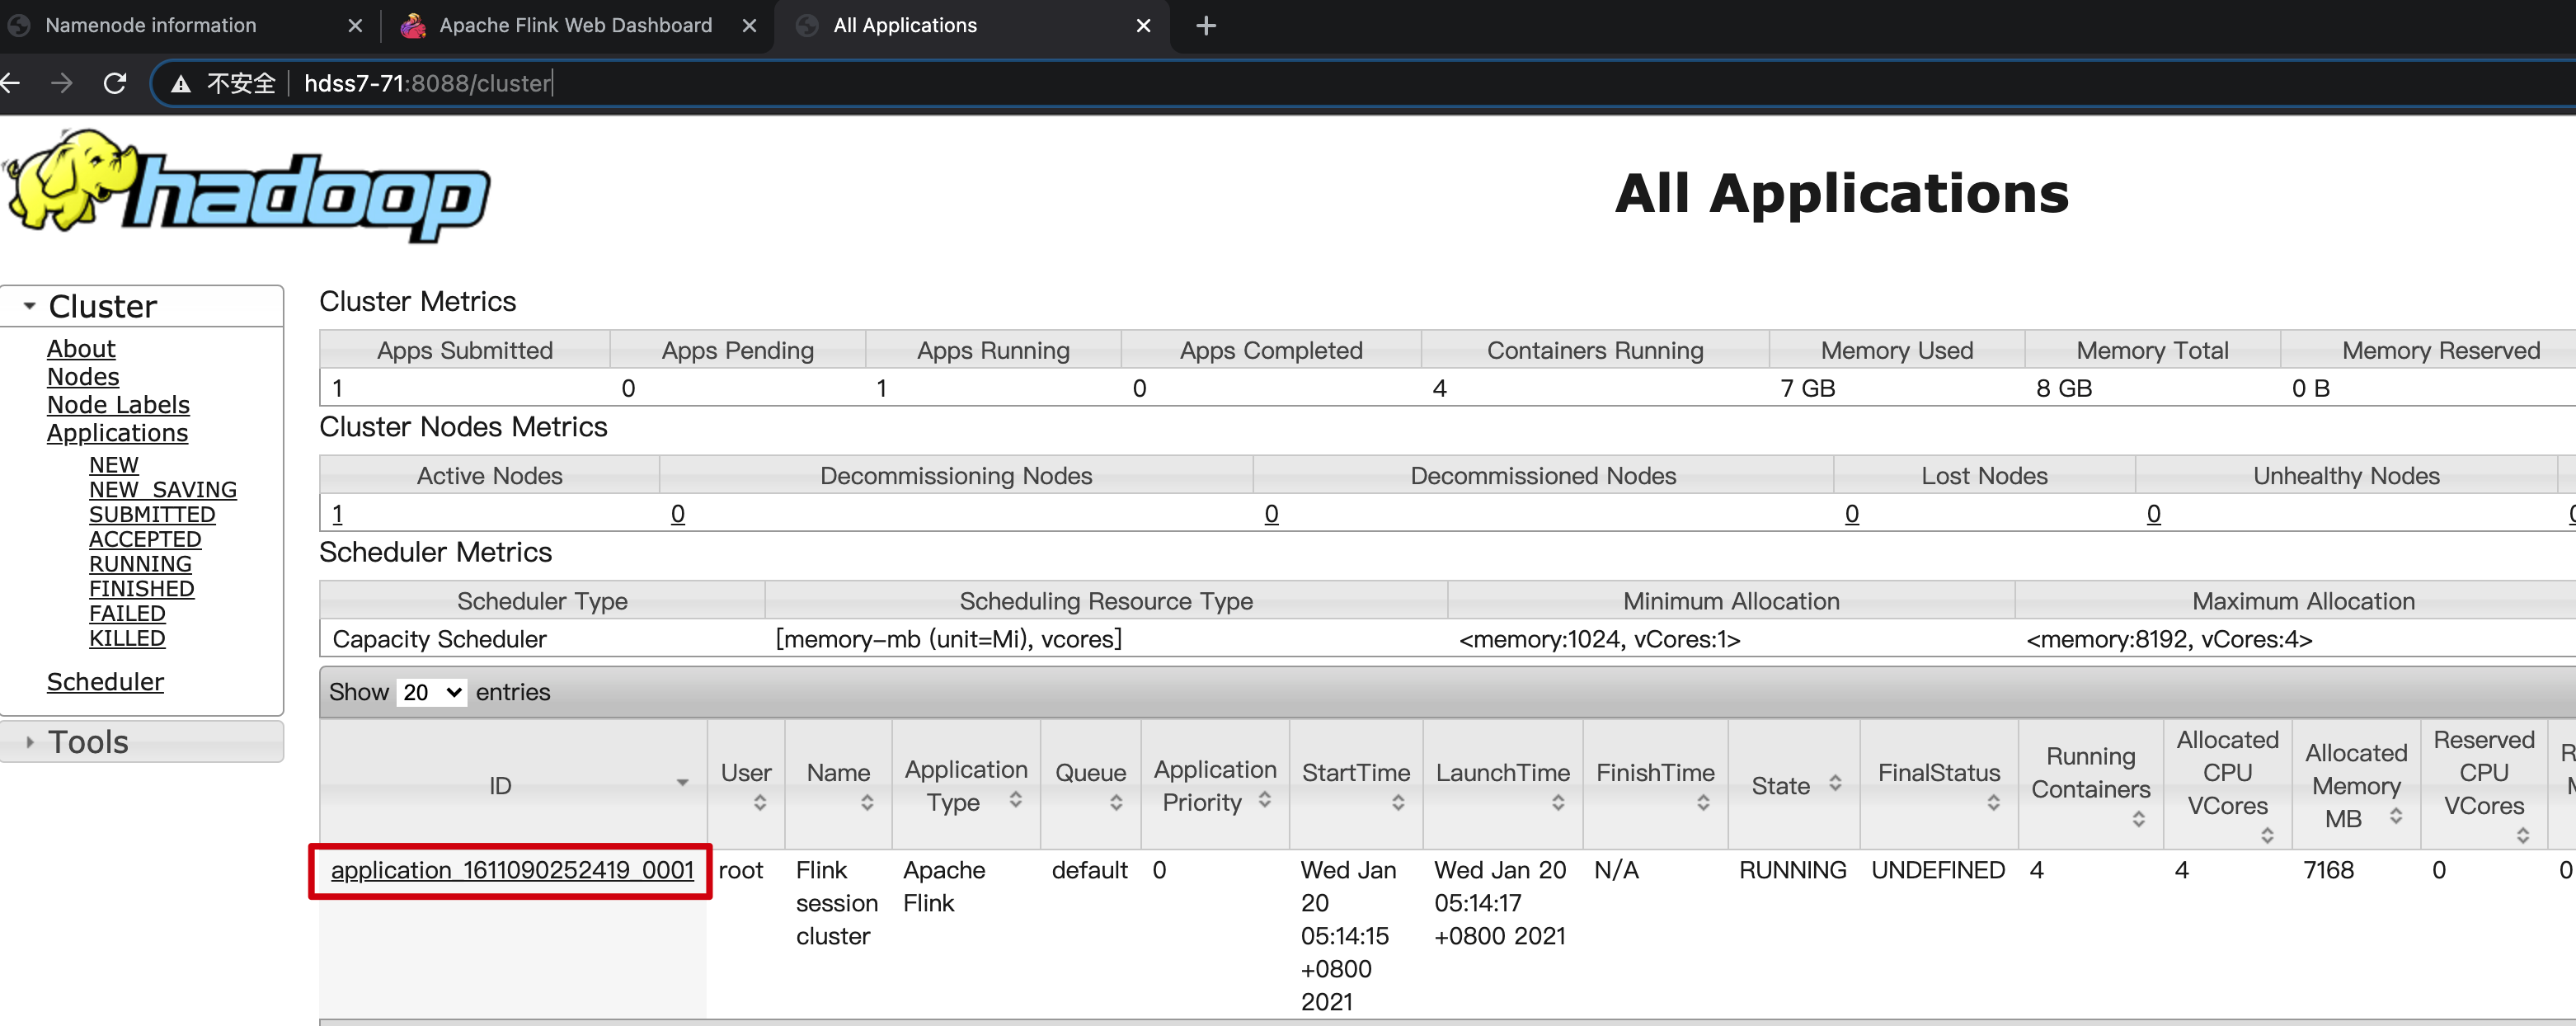 Namenode information
Apache Flink Web Dashboard
All Applications
不安全 hdss7-71:8088/cluster
hadoop
All Applications
Cluster
About
Nodes
Node Labels
Applications
NEW
NEW_SAVING
SUBMITTED
ACCEPTED
RUNNING
FINISHED
FAILED
KILLED
Scheduler
Tools
Cluster Metrics
Apps Submitted Apps Pending Apps Running Apps Completed Containers Running Memory Used Memory Total Memory Reserved
1 0 1 0 4 7 GB 8 GB 0 B
Cluster Nodes Metrics
Active Nodes Decommissioning Nodes Decommissioned Nodes Lost Nodes Unhealthy Nodes
1 0 0 0 0
Scheduler Metrics
Scheduler Type Scheduling Resource Type Minimum Allocation Maximum Allocation
Capacity Scheduler [memory-mb (unit=Mi), vcores] <memory:1024, vCores:1> <memory:8192, vCores:4>
Show 20 entries
ID
User
Name
Application
Type
Queue
Application
Priority
StartTime
LaunchTime
FinishTime
State
FinalStatus
Running
Containers
Allocated
CPU
VCores
Allocated
Memory
MB
Reserved
CPU
VCores
application_1611090252419_0001
root
Flink
session
cluster
Apache
Flink
default
0
Wed Jan
20
05:14:15
+0800
2021
Wed Jan 20
05:14:17
+0800 2021
N/A
RUNNING
UNDEFINED
4
4
7168
0
0